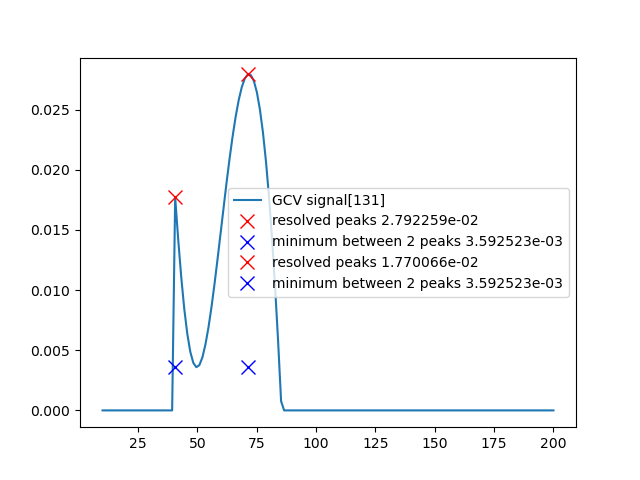 0.025
0.020
0.015
0.010
0.005
0.000
GCV signal[131]
resolved peaks 2.792259e-02
minimum between 2 peaks 3.592523e-03
resolved peaks 1.770066e-02
minimum between 2 peaks 3.592523e-03
25 50 75 100 125 150 175 200